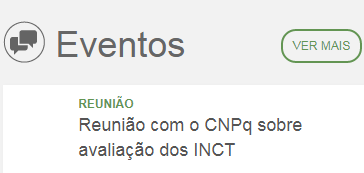 Eventos
VER MAIS
REUNIÃO
Reunião com o CNPq sobre
avaliação dos INCT